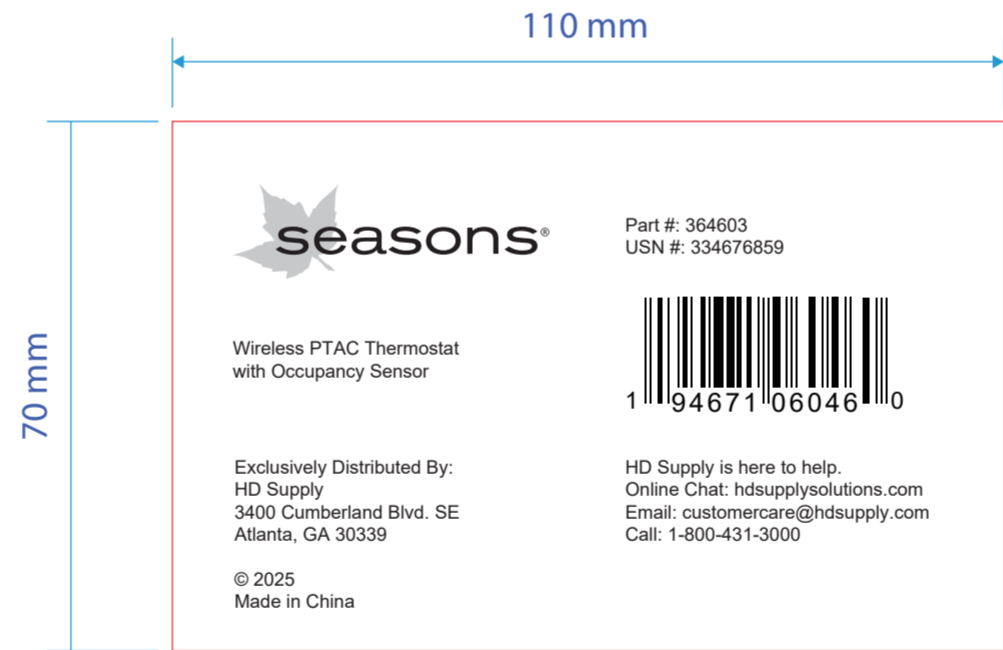 110 mm
70 mm
seasons®
Part #: 364603
USN #: 334676859
Wireless PTAC Thermostat
with Occupancy Sensor
1 94671 06046 0
Exclusively Distributed By:
HD Supply
3400 Cumberland Blvd. SE
Atlanta, GA 30339
© 2025
Made in China
HD Supply is here to help.
Online Chat: hdsupplysolutions.com
Email: customercare@hdsupply.com
Call: 1-800-431-3000